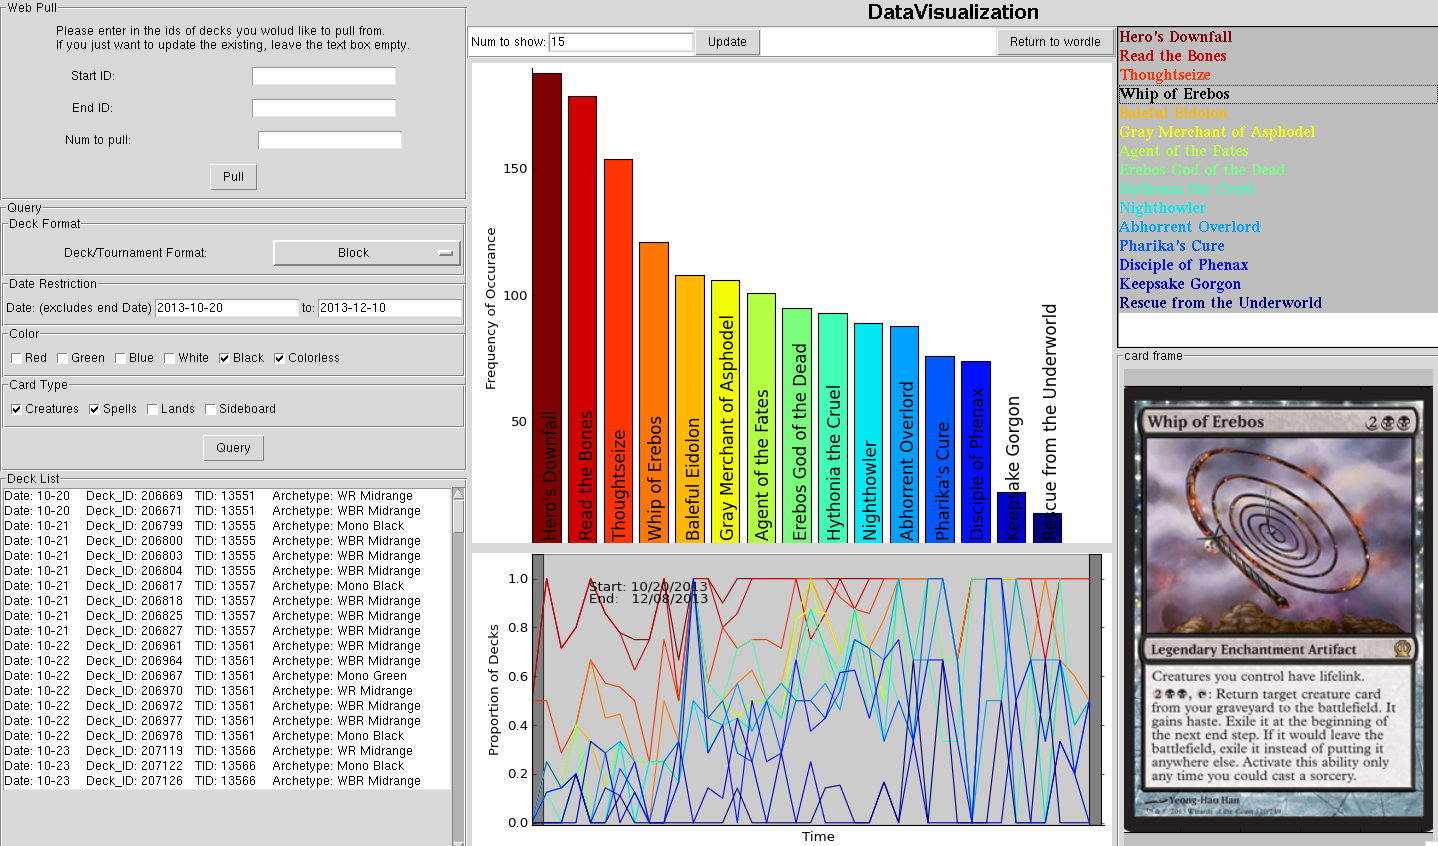 DataVisualization
Web Pull
Please enter in the ids of decks you wolud like to pull from.
If you just want to update the existing, leave the text box empty.
Start ID:
End ID:
Num to pull:
Pull
Query
Deck Format
Deck/Tournament Format:
Block
Date Restriction
Date: (excludes end Date) 2013-10-20 to: 2013-12-10
Color
Red Green Blue White Black Colorless
Card Type
Creatures Spells Lands Sideboard
Query
Deck List
Date: 10-20 Deck_ID: 206669 TID: 13551 Archetype: WR Midrange
Date: 10-20 Deck_ID: 206671 TID: 13551 Archetype: WBR Midrange
Date: 10-21 Deck_ID: 206799 TID: 13555 Archetype: Mono Black
Date: 10-21 Deck_ID: 206800 TID: 13555 Archetype: WBR Midrange
Date: 10-21 Deck_ID: 206803 TID: 13555 Archetype: WBR Midrange
Date: 10-21 Deck_ID: 206804 TID: 13555 Archetype: WBR Midrange
Date: 10-21 Deck_ID: 206817 TID: 13557 Archetype: Mono Black
Date: 10-21 Deck_ID: 206818 TID: 13557 Archetype: WBR Midrange
Date: 10-21 Deck_ID: 206825 TID: 13557 Archetype: WBR Midrange
Date: 10-21 Deck_ID: 206827 TID: 13557 Archetype: WBR Midrange
Date: 10-22 Deck_ID: 206961 TID: 13561 Archetype: WBR Midrange
Date: 10-22 Deck_ID: 206964 TID: 13561 Archetype: WBR Midrange
Date: 10-22 Deck_ID: 206967 TID: 13561 Archetype: Mono Green
Date: 10-22 Deck_ID: 206970 TID: 13561 Archetype: WR Midrange
Date: 10-22 Deck_ID: 206972 TID: 13561 Archetype: WBR Midrange
Date: 10-22 Deck_ID: 206977 TID: 13561 Archetype: WBR Midrange
Date: 10-22 Deck_ID: 206978 TID: 13561 Archetype: Mono Black
Date: 10-23 Deck_ID: 207119 TID: 13566 Archetype: WR Midrange
Date: 10-23 Deck_ID: 207122 TID: 13566 Archetype: Mono Black
Date: 10-23 Deck_ID: 207126 TID: 13566 Archetype: WBR Midrange
Num to show: 15
Update
Return to wordle
Frequency of Occurance
150
100
50
Hero's Downfall
Read the Bones
Thoughtseize
Whip of Erebos
Baleful Eidolon
Gray Merchant of Asphodel
Agent of the Fates
Erebos God of the Dead
Hythonia the Cruel
Nighthowler
Abhorrent Overlord
Pharika's Cure
Disciple of Phenax
Keepsake Gorgon
Rescue from the Underworld
Proportion of Decks
1.0
0.8
0.6
0.4
0.2
0.0
Start: 10/20/2013
End: 12/08/2013
Time
Hero's Downfall
Read the Bones
Thoughtseize
Whip of Erebos
Baleful Eidolon
Gray Merchant of Asphodel
Agent of the Fates
Erebos God of the Dead
Hythonia the Cruel
Nighthowler
Abhorrent Overlord
Pharika's Cure
Disciple of Phenax
Keepsake Gorgon
Rescue from the Underworld
card frame
Whip of Erebos 2
Legendary Enchantment Artifact
Creatures you control have lifelink.
2, : Return target creature card
from your graveyard to the battlefield. It
gains haste. Exile it at the beginning of
the next end step. If it would leave the
battlefield, exile it instead of putting it
anywhere else. Activate this ability only
any time you could cast a sorcery.
Yeong-Hao Han